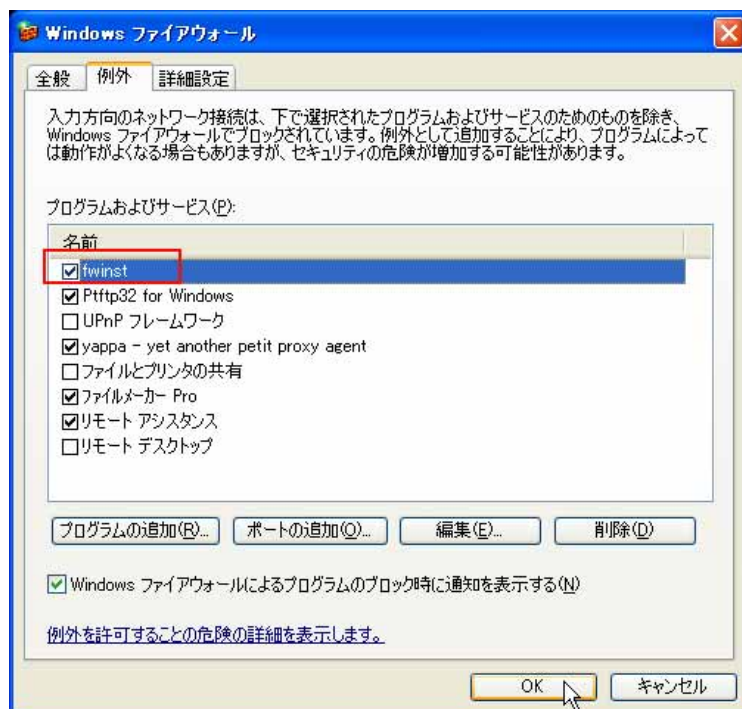 Windows ファイアウォール
全般 例外 詳細設定
入力方向のネットワーク接続は、下で選択されたプログラムおよびサービスのためのものを除き、
Windows ファイアウォールでブロックされています。例外として追加することにより、プログラムによって
は動作がよくなる場合もありますが、セキュリティの危険が増加する可能性があります。
プログラムおよびサービス(P):
名前
fwinst
Ptftp32 for Windows
UPnP フレームワーク
yappa - yet another petit proxy agent
ファイルとプリンタの共有
ファイルメーカー Pro
リモート アシスタンス
リモート デスクトップ
プログラムの追加(R)... ポートの追加(O)... 編集(E)... 削除(D)
Windows ファイアウォールによるプログラムのブロック時に通知を表示する(N)
例外を許可することの危険の詳細を表示します。
OK キャンセル